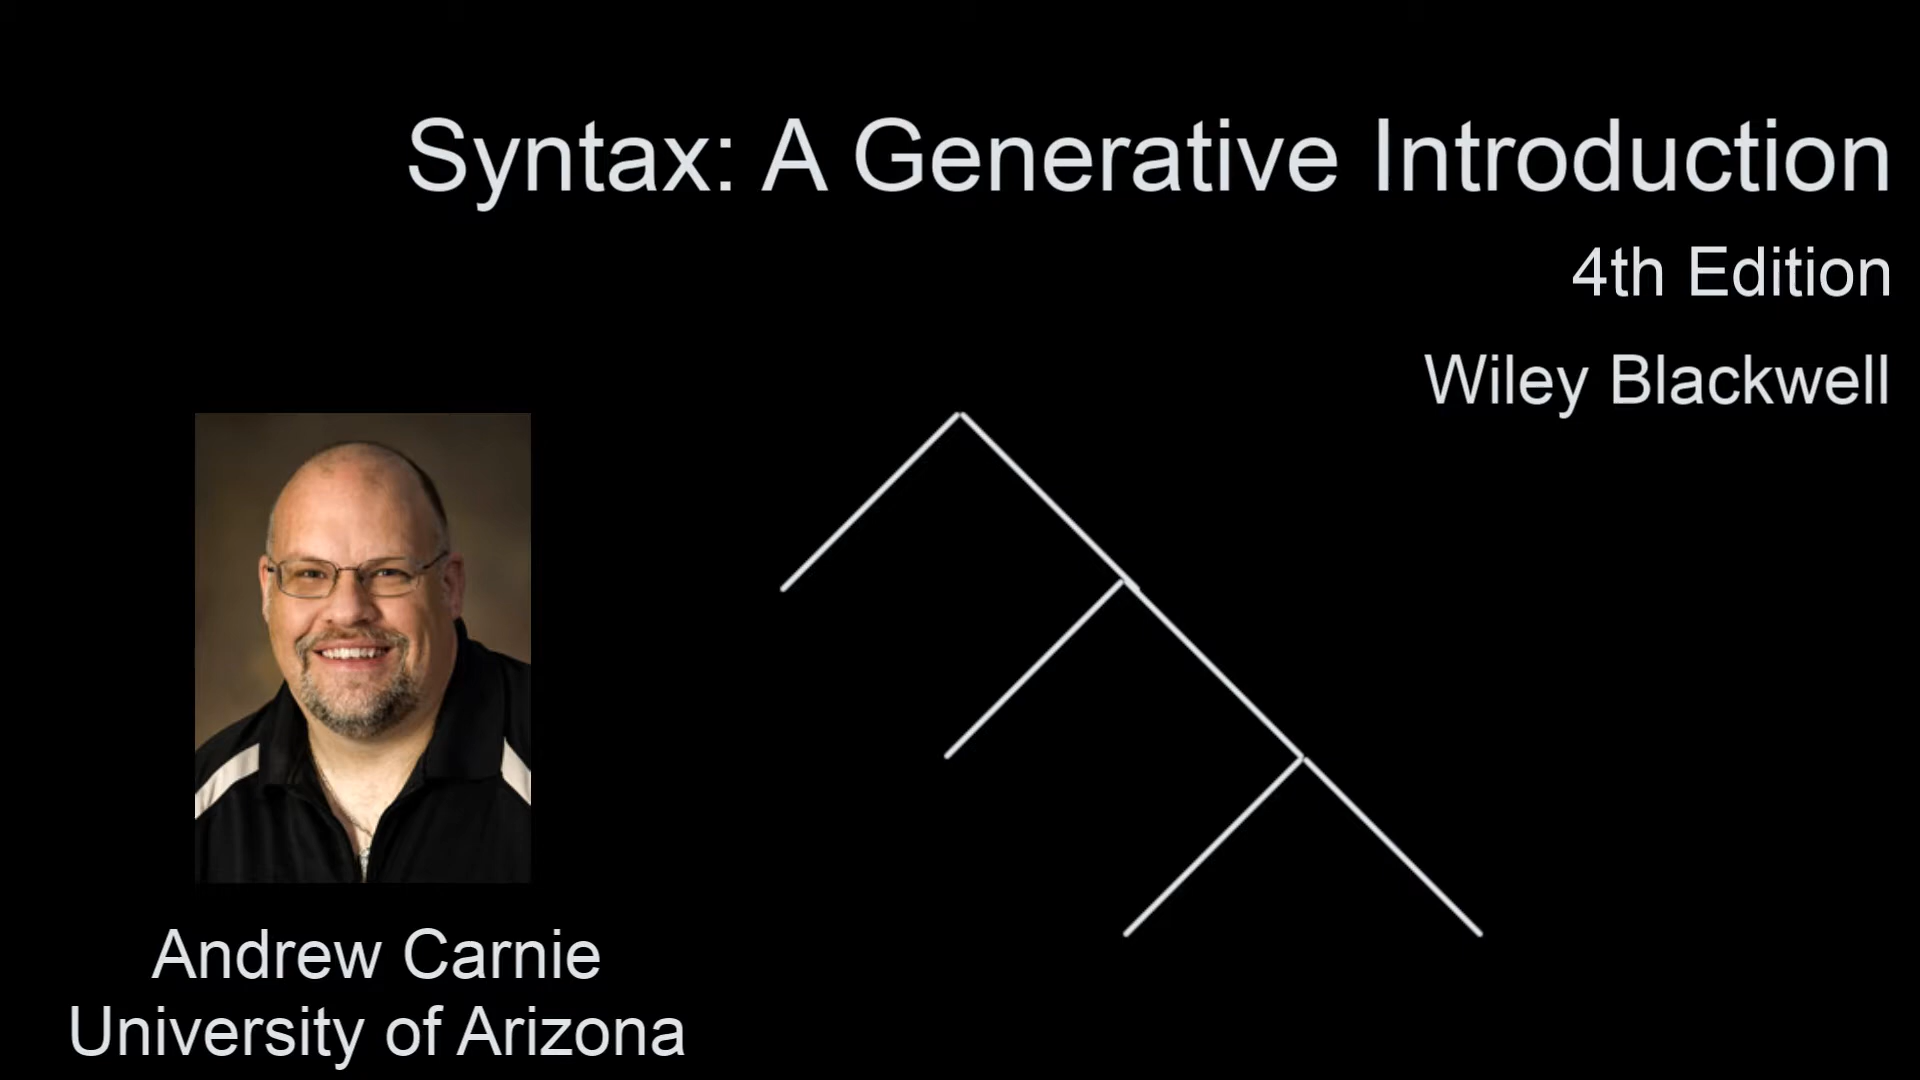 Syntax: A Generative Introduction
4th Edition
Wiley Blackwell
Andrew Carnie
University of Arizona